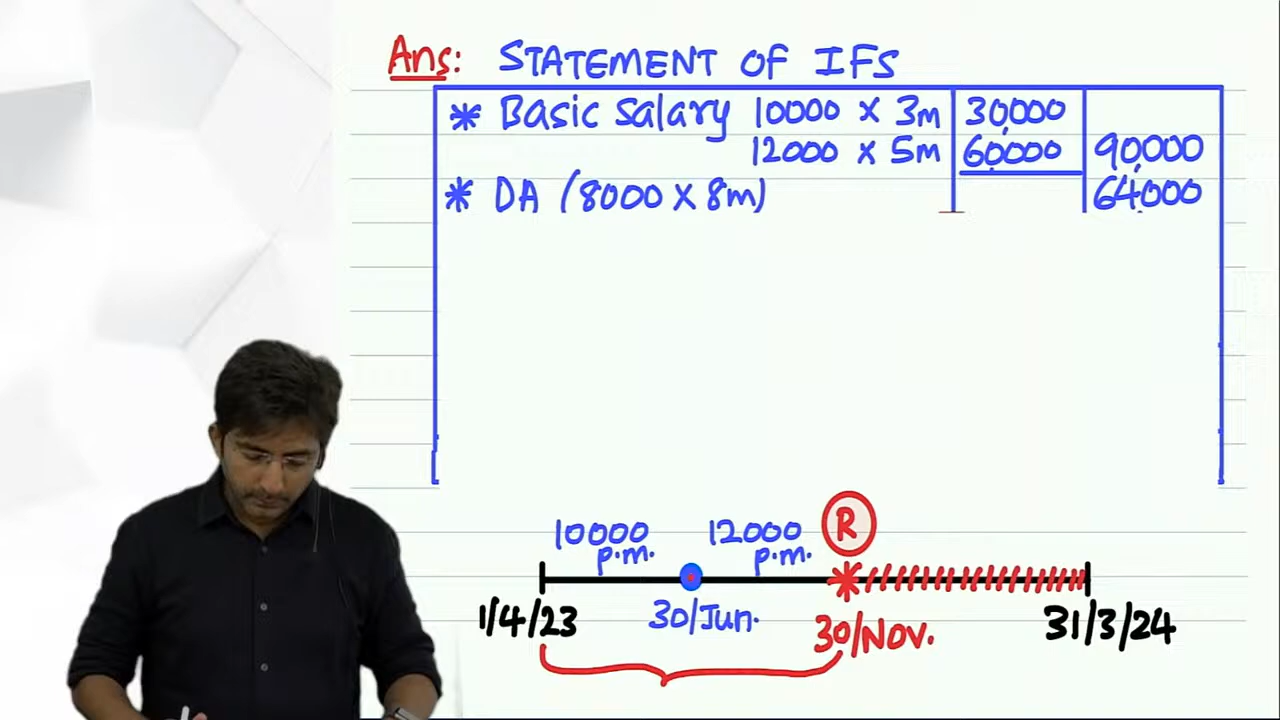 Ans: STATEMENT OF IFS
* Basic Salary 10000 x 3m 30,000
12000 x 5m 60,000 90,000
* DA (8000 x 8m) 64,000
10000 p.m. 12000 p.m. R
1/4/23 30/Jun. 30/Nov. 31/3/24